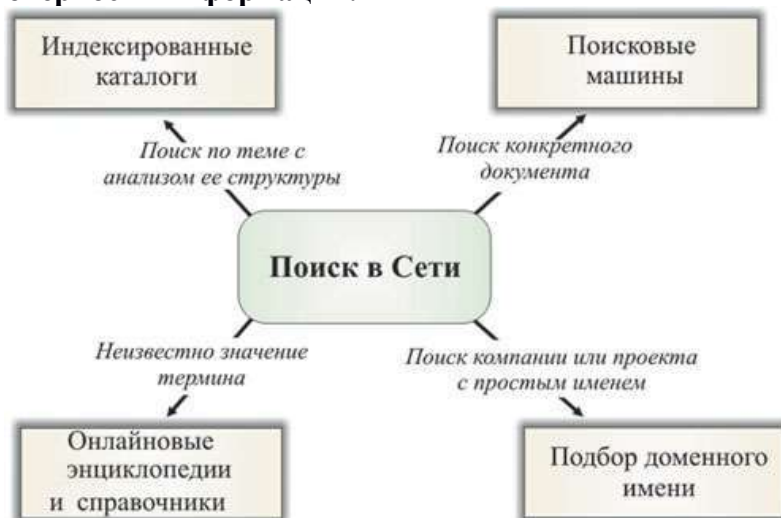 Индексированные
каталоги
Поисковые
машины
Поиск по теме с
анализом ее структуры
Поиск конкретного
документа
Поиск в Сети
Неизвестно значение
термина
Поиск компании или проекта
с простым именем
Онлайновые
энциклопедии
и справочники
Подбор доменного
имени